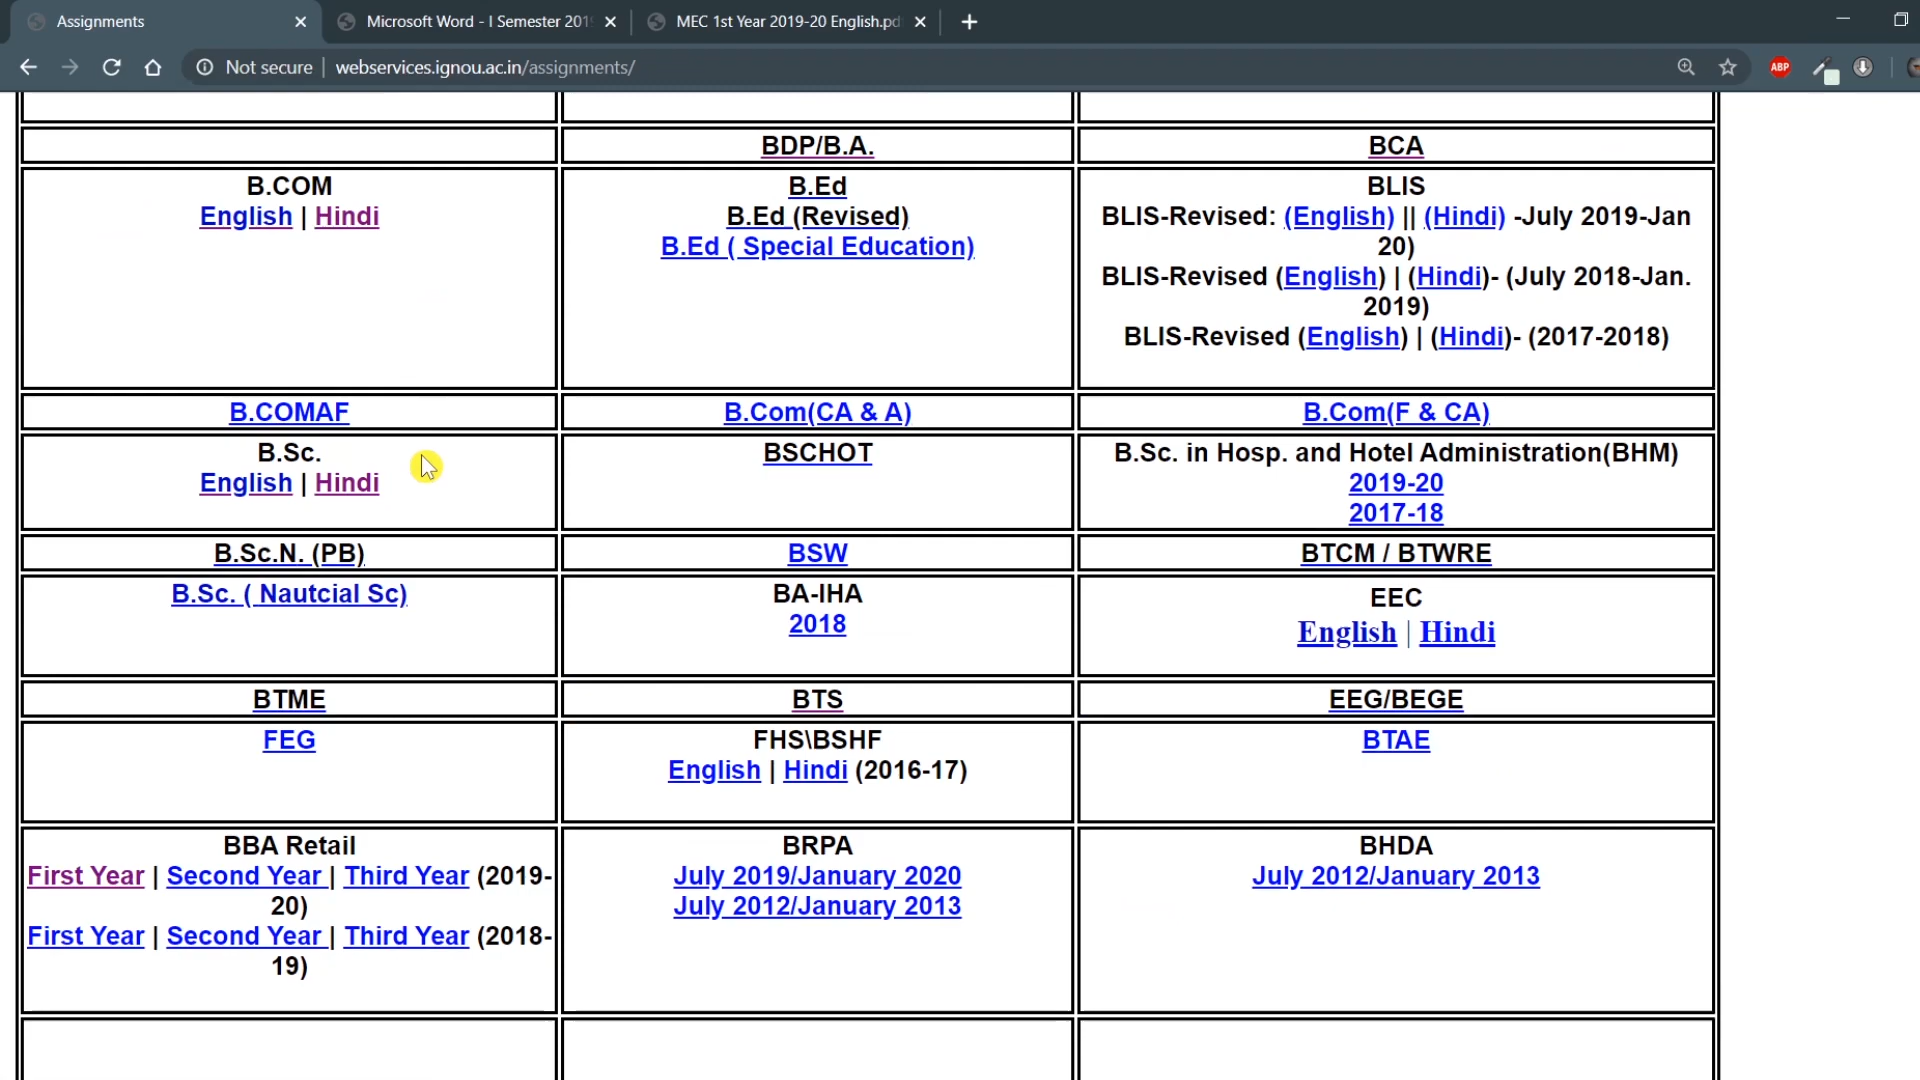 Assignments
Microsoft Word - I Semester 201
MEC 1st Year 2019-20 English.pd
Not secure | webservices.ignou.ac.in/assignments/
ABP
BDP/B.A.
BCA
B.COM
English | Hindi
B.Ed
B.Ed (Revised)
B.Ed ( Special Education)
BLIS
BLIS-Revised: (English) || (Hindi) -July 2019-Jan
20)
BLIS-Revised (English) | (Hindi)- (July 2018-Jan.
2019)
BLIS-Revised (English) | (Hindi)- (2017-2018)
B.COMAF
B.Com(CA & A)
B.Com(F & CA)
B.Sc.
English | Hindi
BSCHOT
B.Sc. in Hosp. and Hotel Administration(BHM)
2019-20
2017-18
B.Sc.N. (PB)
BSW
BTCM / BTWRE
B.Sc. ( Nautcial Sc)
BA-IHA
2018
EEC
English | Hindi
BTME
BTS
EEG/BEGE
FEG
FHS\BSHF
English | Hindi (2016-17)
BTAE
BBA Retail
First Year | Second Year | Third Year (2019-
20)
First Year | Second Year | Third Year (2018-
19)
BRPA
July 2019/January 2020
July 2012/January 2013
BHDA
July 2012/January 2013